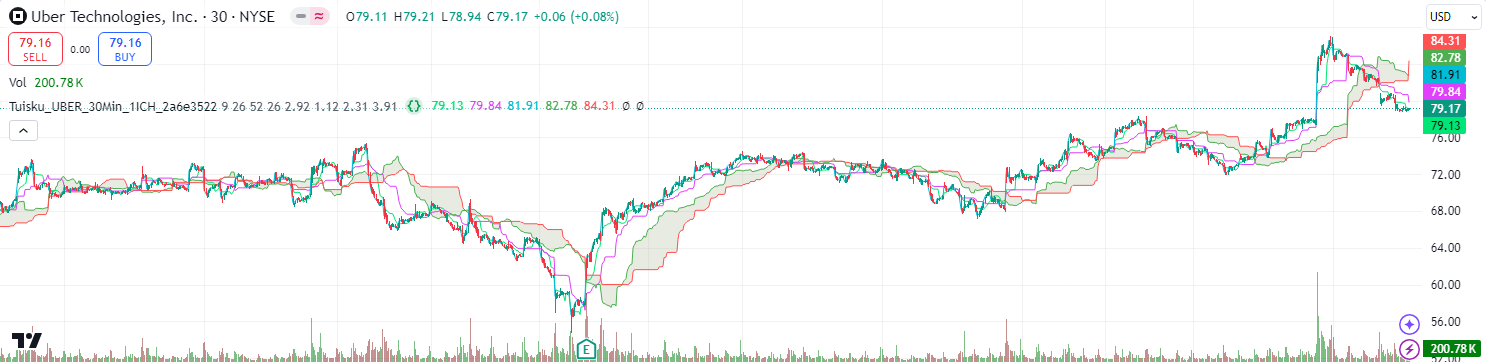 Uber Technologies, Inc. · 30 · NYSE O79.11 H79.21 L78.94 C79.17 +0.06 (+0.08%)
USD
79.16 SELL 0.00 79.16 BUY
Vol 200.78 K
Tuisku_UBER_30Min_1ICH_2a6e3522 9 26 52 26 2.92 1.12 2.31 3.91 79.13 79.84 81.91 82.78 84.31 Ø Ø
84.31
82.78
81.91
79.84
79.17
79.13
76.00
72.00
68.00
64.00
60.00
56.00
E
200.78 K